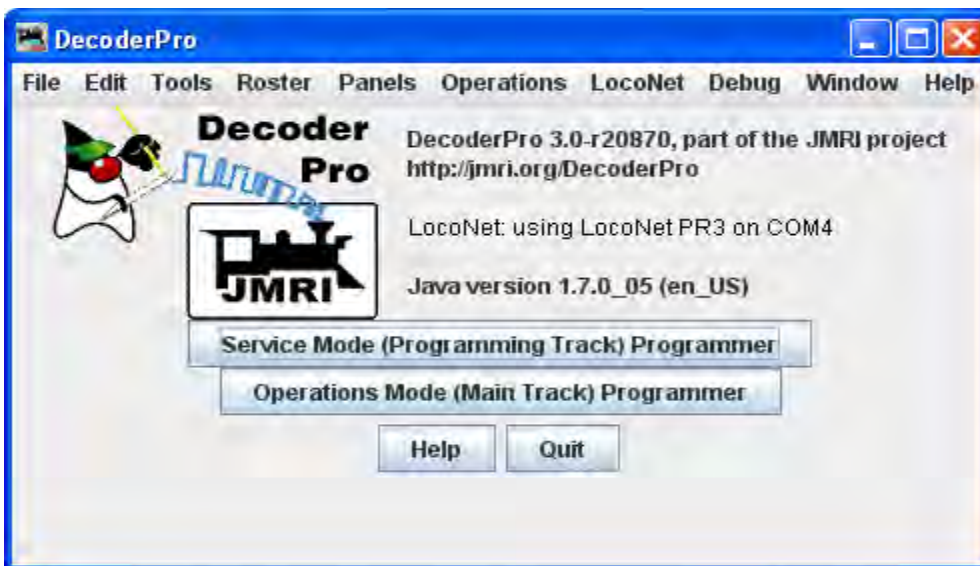 DecoderPro
File Edit Tools Roster Panels Operations LocoNet Debug Window Help
Decoder
Pro
JMRI
DecoderPro 3.0-r20870, part of the JMRI project
http://jmri.org/DecoderPro
LocoNet: using LocoNet PR3 on COM4
Java version 1.7.0_05 (en_US)
Service Mode (Programming Track) Programmer
Operations Mode (Main Track) Programmer
Help Quit